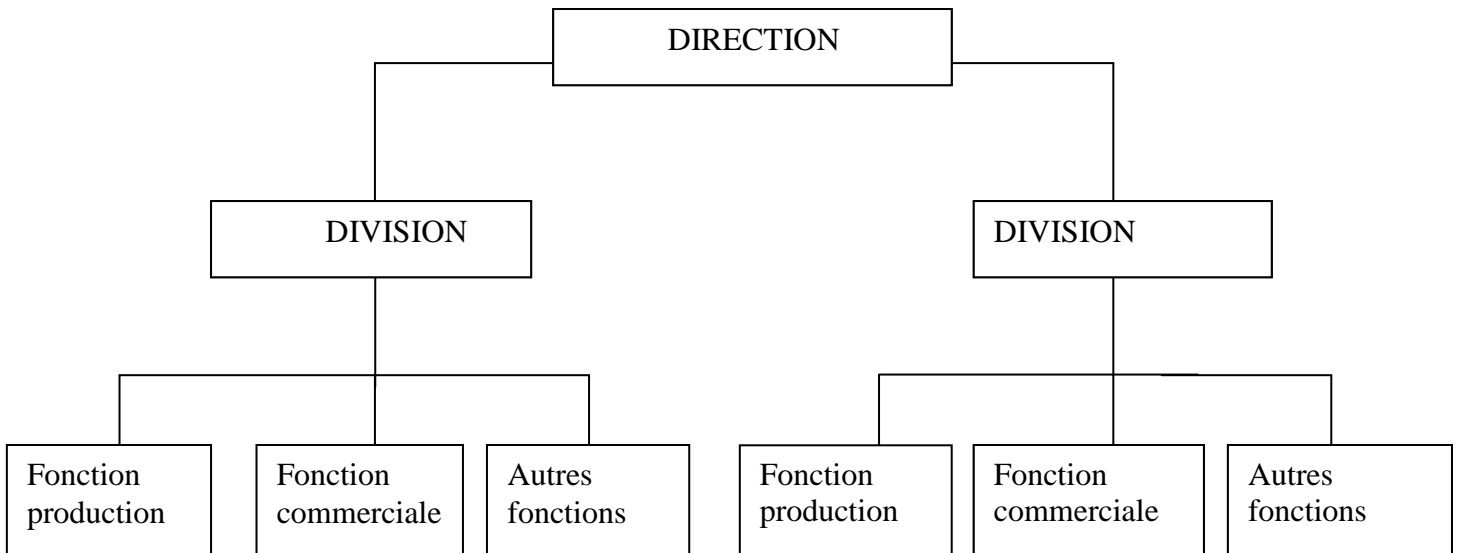 DIRECTION
DIVISION
DIVISION
Fonction
production
Fonction
commerciale
Autres
fonctions
Fonction
production
Fonction
commerciale
Autres
fonctions